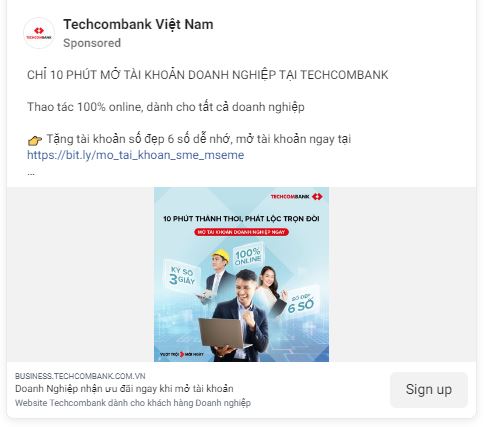 Techcombank Việt Nam
Sponsored
CHỈ 10 PHÚT MỞ TÀI KHOẢN DOANH NGHIỆP TẠI TECHCOMBANK
Thao tác 100% online, dành cho tất cả doanh nghiệp
👉 Tặng tài khoản số đẹp 6 số dễ nhớ, mở tài khoản ngay tại
https://bit.ly/mo_tai_khoan_sme_mseme
...
TECHCOMBANK
TECHCOMBANK
10 PHÚT THẢNH THƠI, PHÁT LỘC TRỌN ĐỜI
MỞ TÀI KHOẢN DOANH NGHIỆP NGAY
KÝ SỐ
3 GIÂY
100%
ONLINE
SỐ ĐẸP
6 SỐ
VƯỢT TRỘI MỖI NGÀY
BUSINESS.TECHCOMBANK.COM.VN
Doanh Nghiệp nhận ưu đãi ngay khi mở tài khoản
Website Techcombank dành cho khách hàng Doanh nghiệp
Sign up